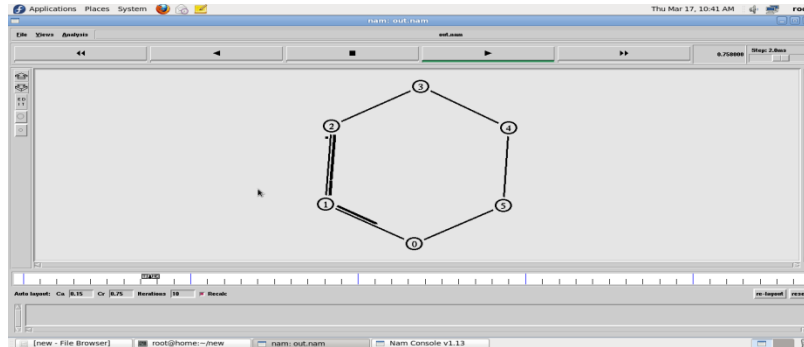 Applications Places System Thu Mar 17, 10:41 AM
nam: out.nam
File Views Analysis out.nam
0.750000 Step: 2.0ms
3
2
4
1
5
0
Auto layout: Ca 0.15 Cr 0.75 Iterations 10 Recalc re-layout
[new - File Browser] root@home:~/new nam: out.nam Nam Console v1.13